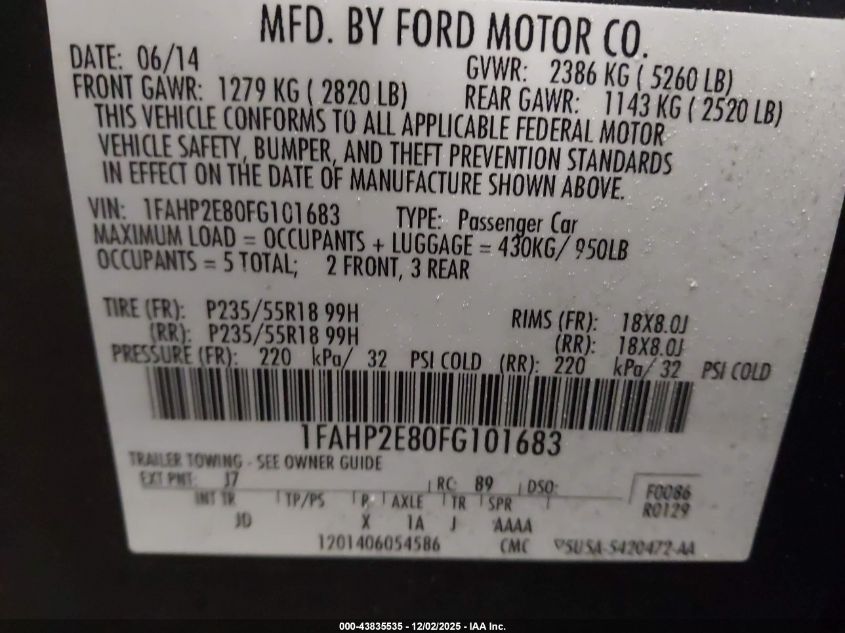 MFD. BY FORD MOTOR CO.
DATE: 06/14 GVWR: 2386 KG ( 5260 LB)
FRONT GAWR: 1279 KG ( 2820 LB) REAR GAWR: 1143 KG ( 2520 LB)
THIS VEHICLE CONFORMS TO ALL APPLICABLE FEDERAL MOTOR
VEHICLE SAFETY, BUMPER, AND THEFT PREVENTION STANDARDS
IN EFFECT ON THE DATE OF MANUFACTURE SHOWN ABOVE.
VIN: 1FAHP2E80FG101683 TYPE: Passenger Car
MAXIMUM LOAD = OCCUPANTS + LUGGAGE = 430KG/ 950LB
OCCUPANTS = 5 TOTAL; 2 FRONT, 3 REAR
TIRE (FR): P235/55R18 99H RIMS (FR): 18X8.0J
(RR): P235/55R18 99H (RR): 18X8.0J
PRESSURE (FR): 220 kPa/ 32 PSI COLD (RR): 220 kPa/ 32 PSI COLD
1FAHP2E80FG101683
TRAILER TOWING - SEE OWNER GUIDE
EXT PNT: J7 RC: 89 DSO: F0086
R0129
INT TR TP/PS R AXLE TR SPR
JD X 1A J AAAA
1201406054586 CMC 5U5A-5420472-AA
000-43835535 • 12/02/2025 • IAA Inc.